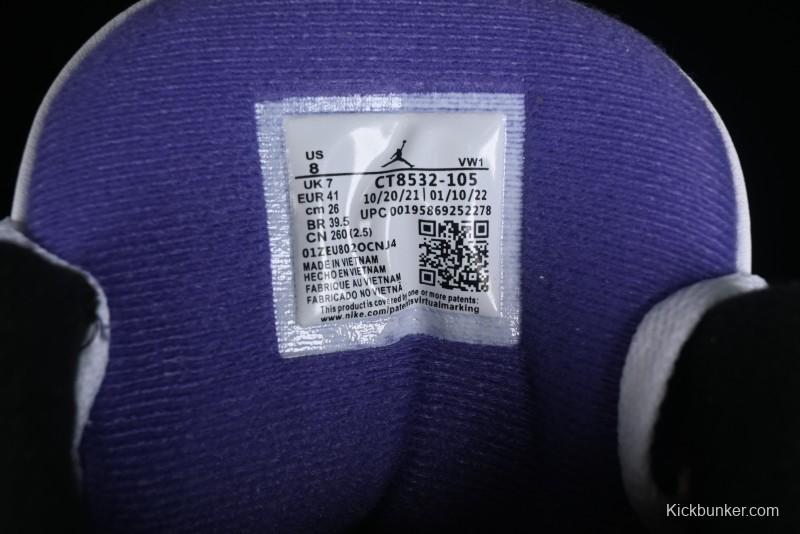 US
8
VW1
UK 7
CT8532-105
EUR 41
10/20/21 01/10/22
cm 26
UPC 00195869252278
BR 39.5
CN 260 (2.5)
01ZEU802OCNJ4
MADE IN VIETNAM
HECHO EN VIETNAM
FABRIQUE AU VIETNAM
FABRICADO NO VIETNÃ
This product is covered by one or more patents:
www.nike.com/patentsvirtualmarking
Kickbunker.com